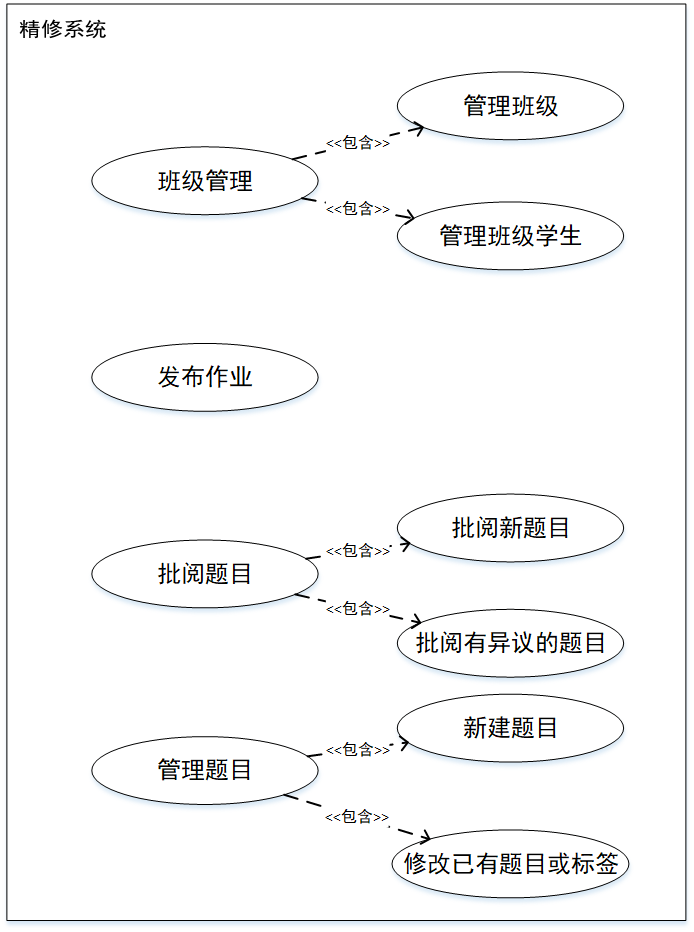 精修系统
管理班级
<<包含>>
班级管理
<<包含>>
管理班级学生
发布作业
批阅新题目
<<包含>>
批阅题目
<<包含>>
批阅有异议的题目
新建题目
<<包含>>
管理题目
<<包含>>
修改已有题目或标签